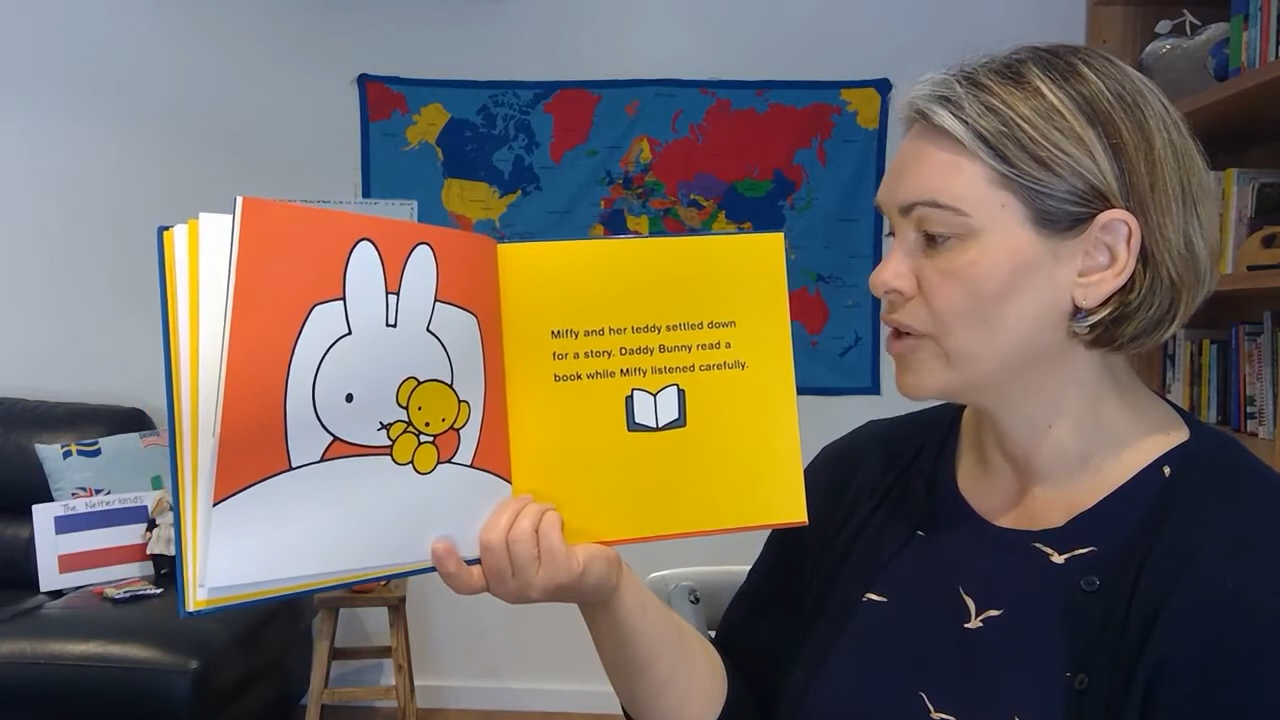 Miffy and her teddy settled down
for a story. Daddy Bunny read a
book while Miffy listened carefully.
The Netherlands